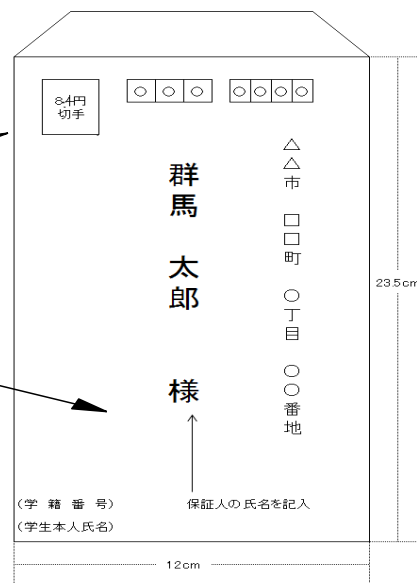 84円
切手
○○○ ○○○○
△△市 □□町 ○丁目 ○○番地
群馬 太郎 様
23.5cm
保証人の氏名を記入
(学籍番号)
(学生本人氏名)
12cm